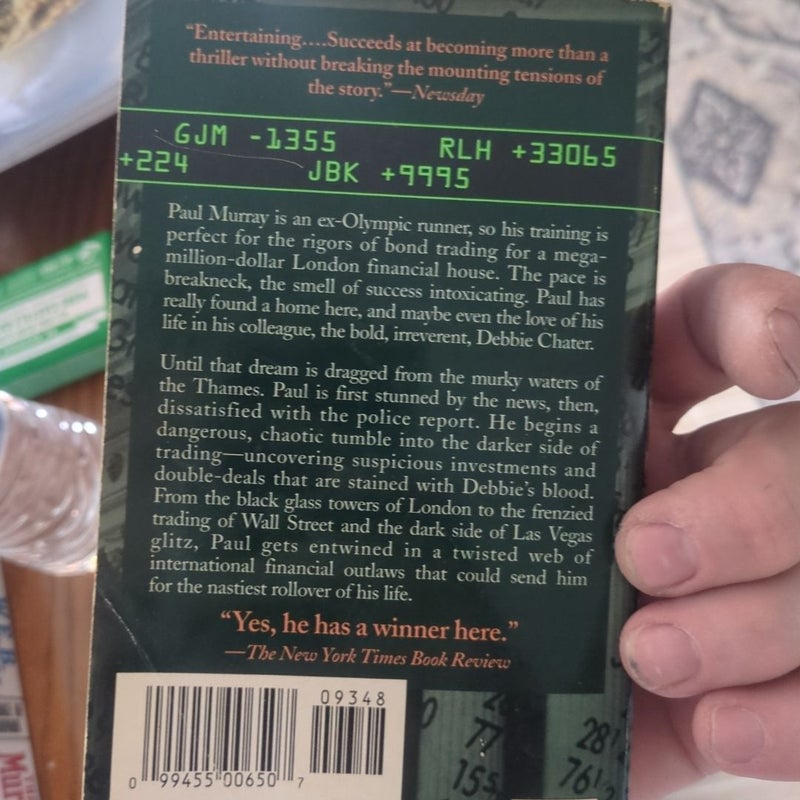 “Entertaining....Succeeds at becoming more than a
thriller without breaking the mounting tensions of
the story.”—Newsday
GJM -1355 RLH +33065
+224 JBK +9995
Paul Murray is an ex-Olympic runner, so his training is
perfect for the rigors of bond trading for a mega-
million-dollar London financial house. The pace is
breakneck, the smell of success intoxicating. Paul has
really found a home here, and maybe even the love of his
life in his colleague, the bold, irreverent, Debbie Chater.
Until that dream is dragged from the murky waters of
the Thames. Paul is first stunned by the news, then,
dissatisfied with the police report. He begins a
dangerous, chaotic tumble into the darker side of
trading—uncovering suspicious investments and
double-deals that are stained with Debbie's blood.
From the black glass towers of London to the frenzied
trading of Wall Street and the dark side of Las Vegas
glitz, Paul gets entwined in a twisted web of
international financial outlaws that could send him
for the nastiest rollover of his life.
“Yes, he has a winner here.”
—The New York Times Book Review
09348
0 99455 00650 7
77 28
155 761